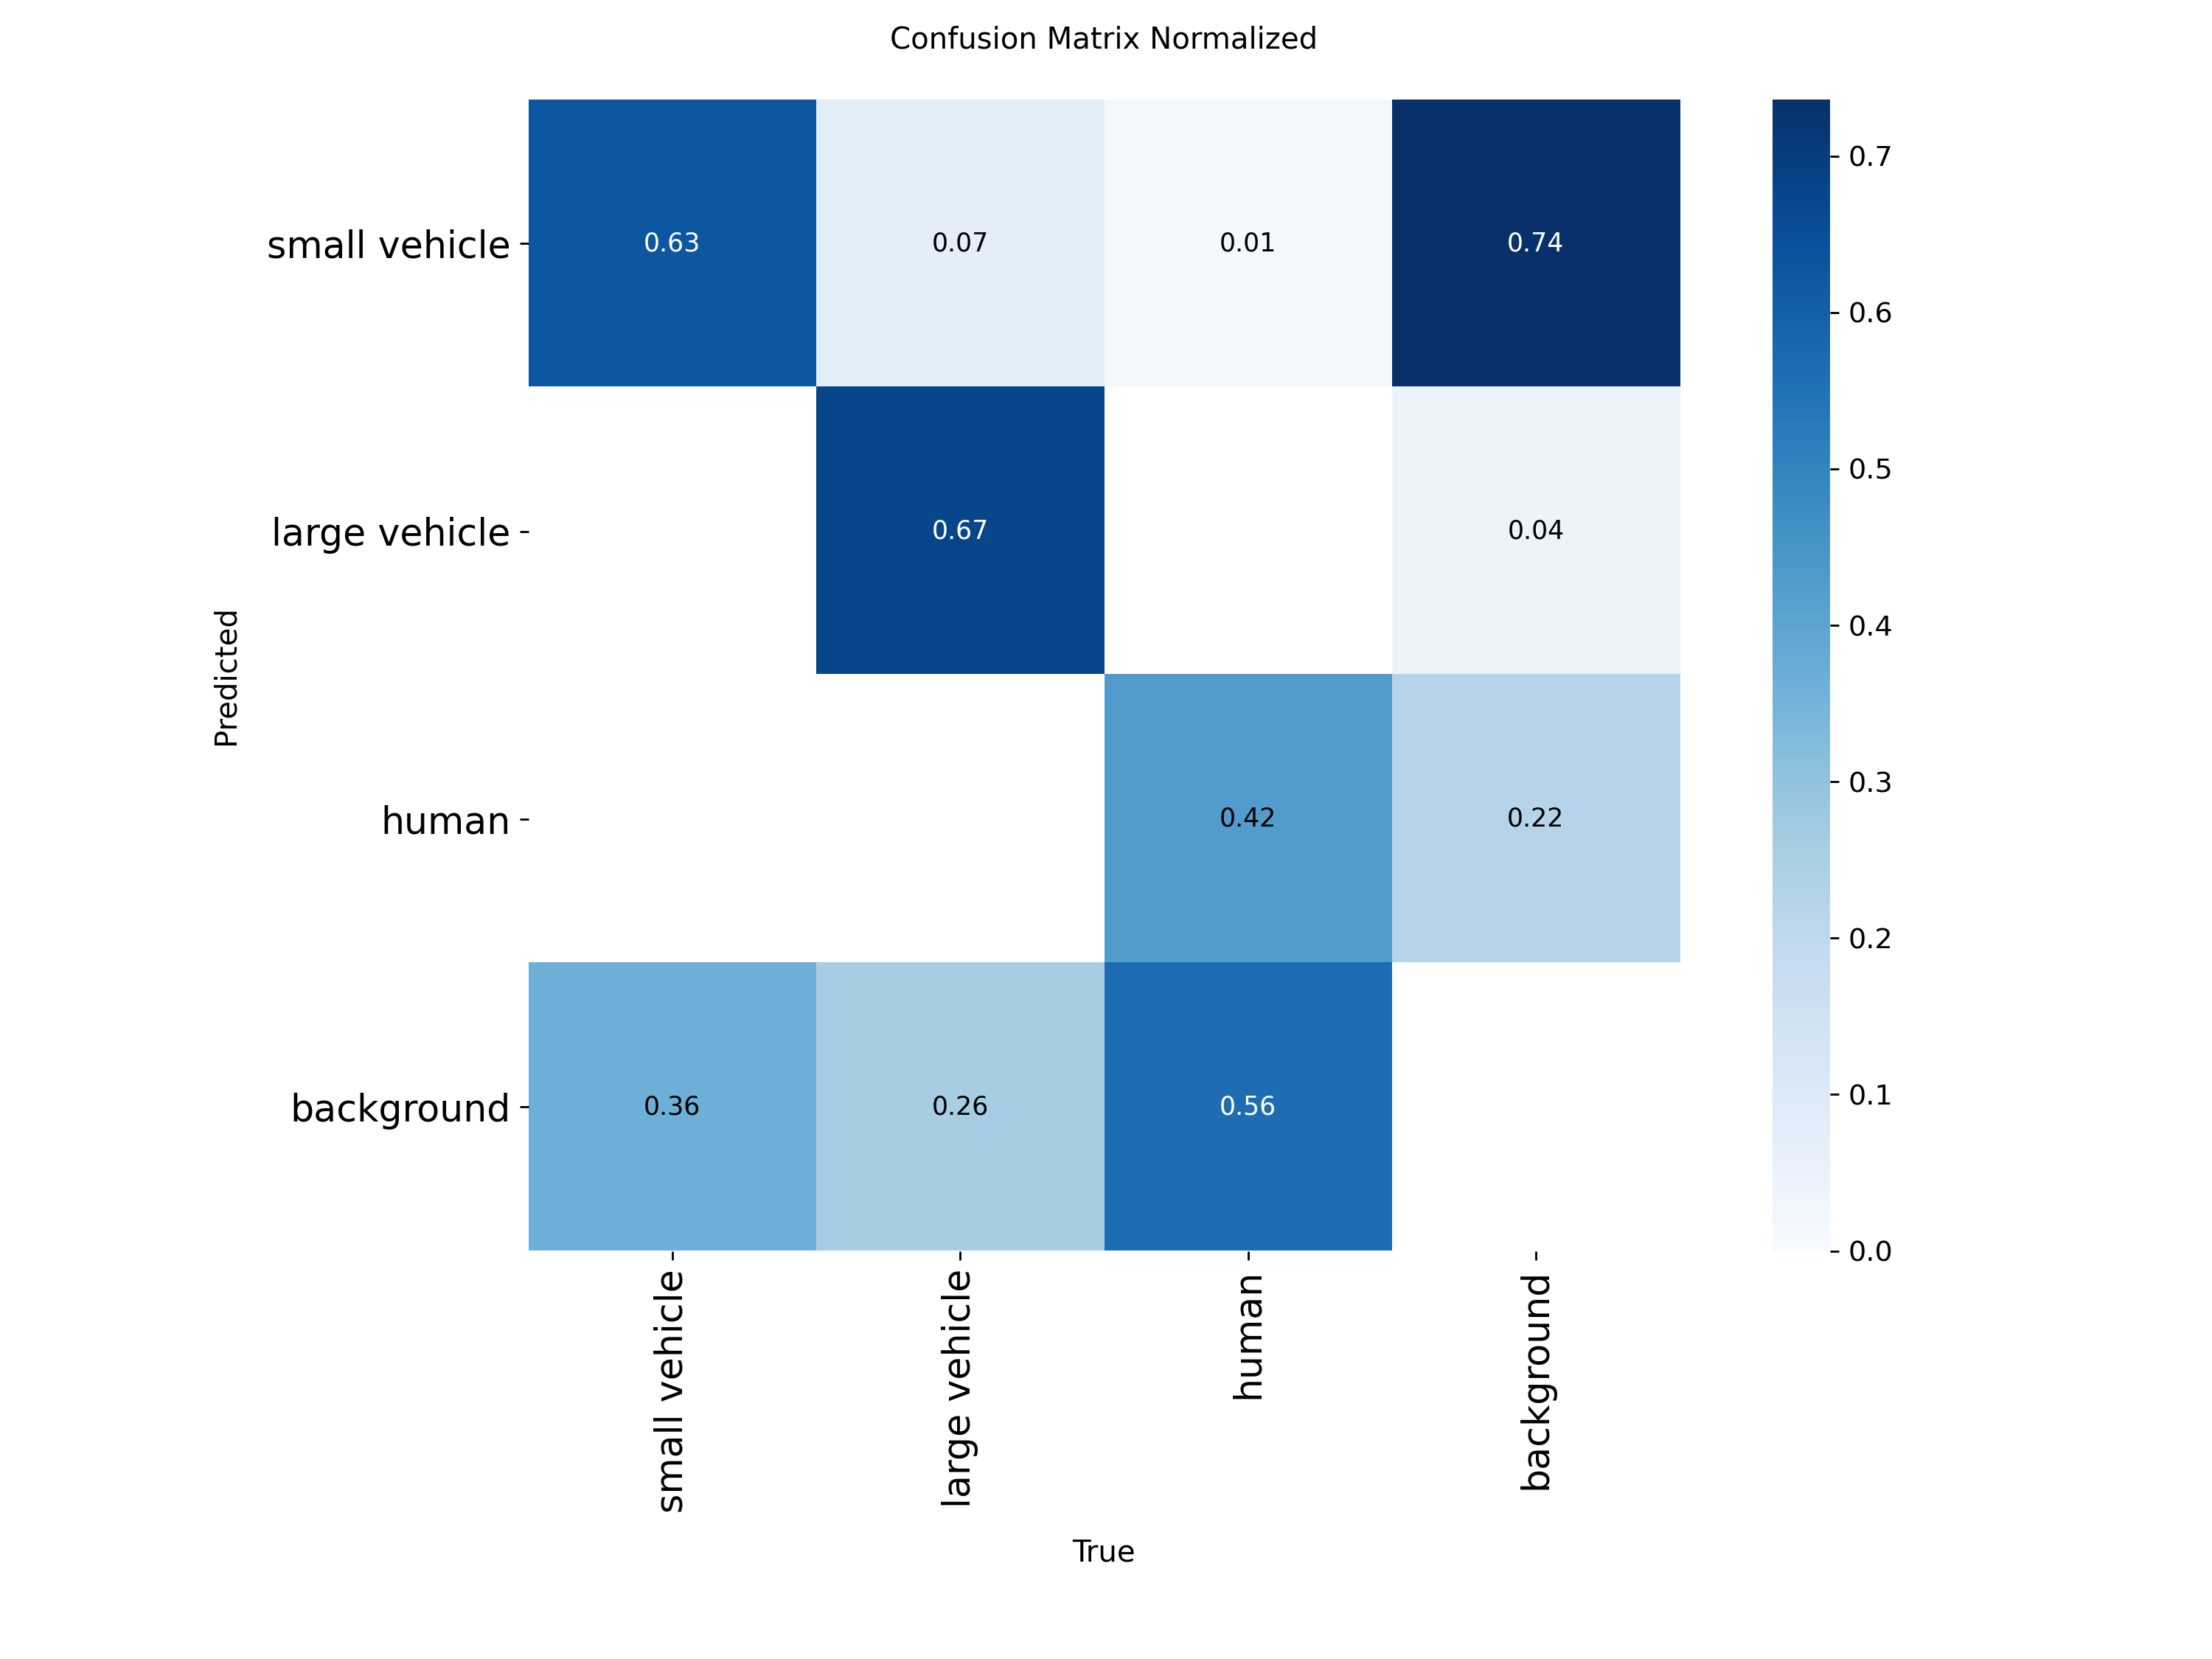 Confusion Matrix Normalized
small vehicle 0.63 0.07 0.01 0.74
large vehicle 0.67 0.04
human 0.42 0.22
background 0.36 0.26 0.56
Predicted
small vehicle
large vehicle
human
background
True
0.7
0.6
0.5
0.4
0.3
0.2
0.1
0.0